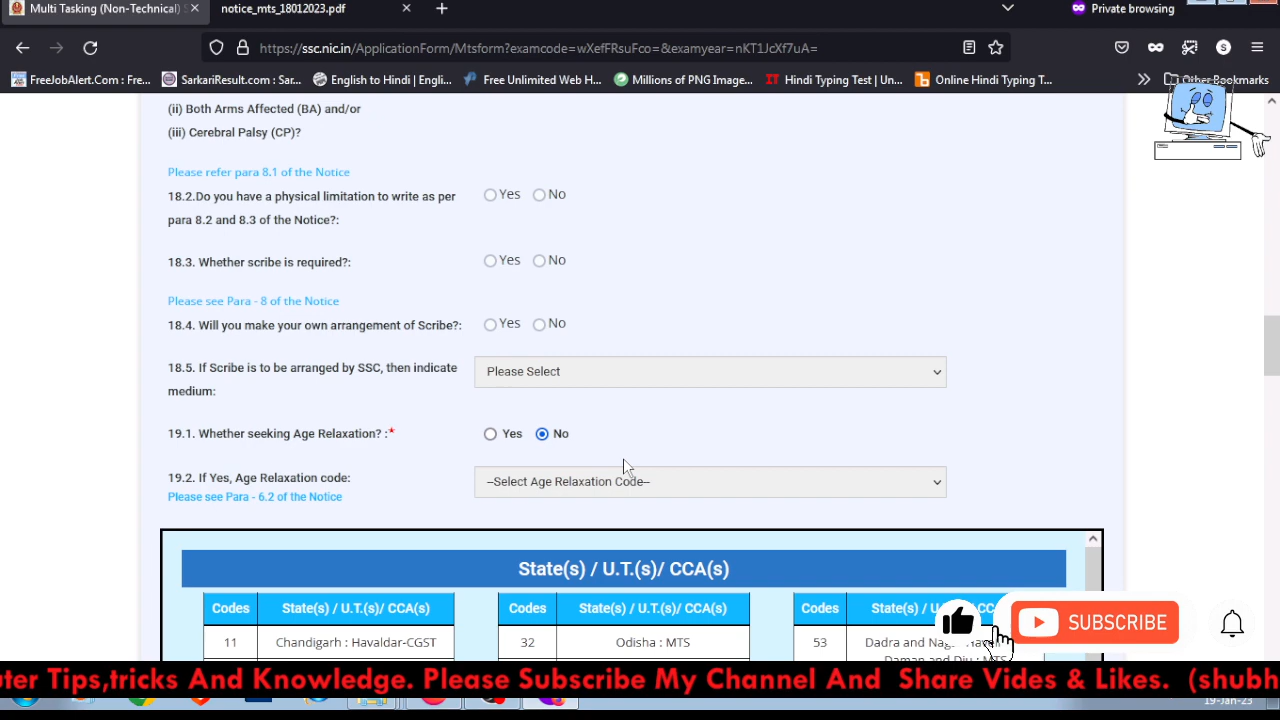 Multi Tasking (Non-Technical) S
notice_mts_18012023.pdf
Private browsing
https://ssc.nic.in/ApplicationForm/Mtsform?examcode=wXefFRsuFco=&examyear=nKT1JcXf7uA=
FreeJobAlert.Com : Fre...
SarkariResult.com : Sar...
English to Hindi | Engli...
Free Unlimited Web H...
Millions of PNG Image...
Hindi Typing Test | Un...
Online Hindi Typing T...
Other Bookmarks
(ii) Both Arms Affected (BA) and/or
(iii) Cerebral Palsy (CP)?
Please refer para 8.1 of the Notice
18.2.Do you have a physical limitation to write as per
para 8.2 and 8.3 of the Notice?:
Yes No
18.3. Whether scribe is required?:
Yes No
Please see Para - 8 of the Notice
18.4. Will you make your own arrangement of Scribe?:
Yes No
18.5. If Scribe is to be arranged by SSC, then indicate
medium:
Please Select
19.1. Whether seeking Age Relaxation? :*
Yes No
19.2. If Yes, Age Relaxation code:
Please see Para - 6.2 of the Notice
--Select Age Relaxation Code--
State(s) / U.T.(s)/ CCA(s)
Codes State(s) / U.T.(s)/ CCA(s) Codes State(s) / U.T.(s)/ CCA(s) Codes
11 Chandigarh : Havaldar-CGST 32 Odisha : MTS 53 Dadra and
SUBSCRIBE
uter Tips,tricks And Knowledge. Please Subscribe My Channel And Share Vides & Likes. (shubh
19-Jan-23